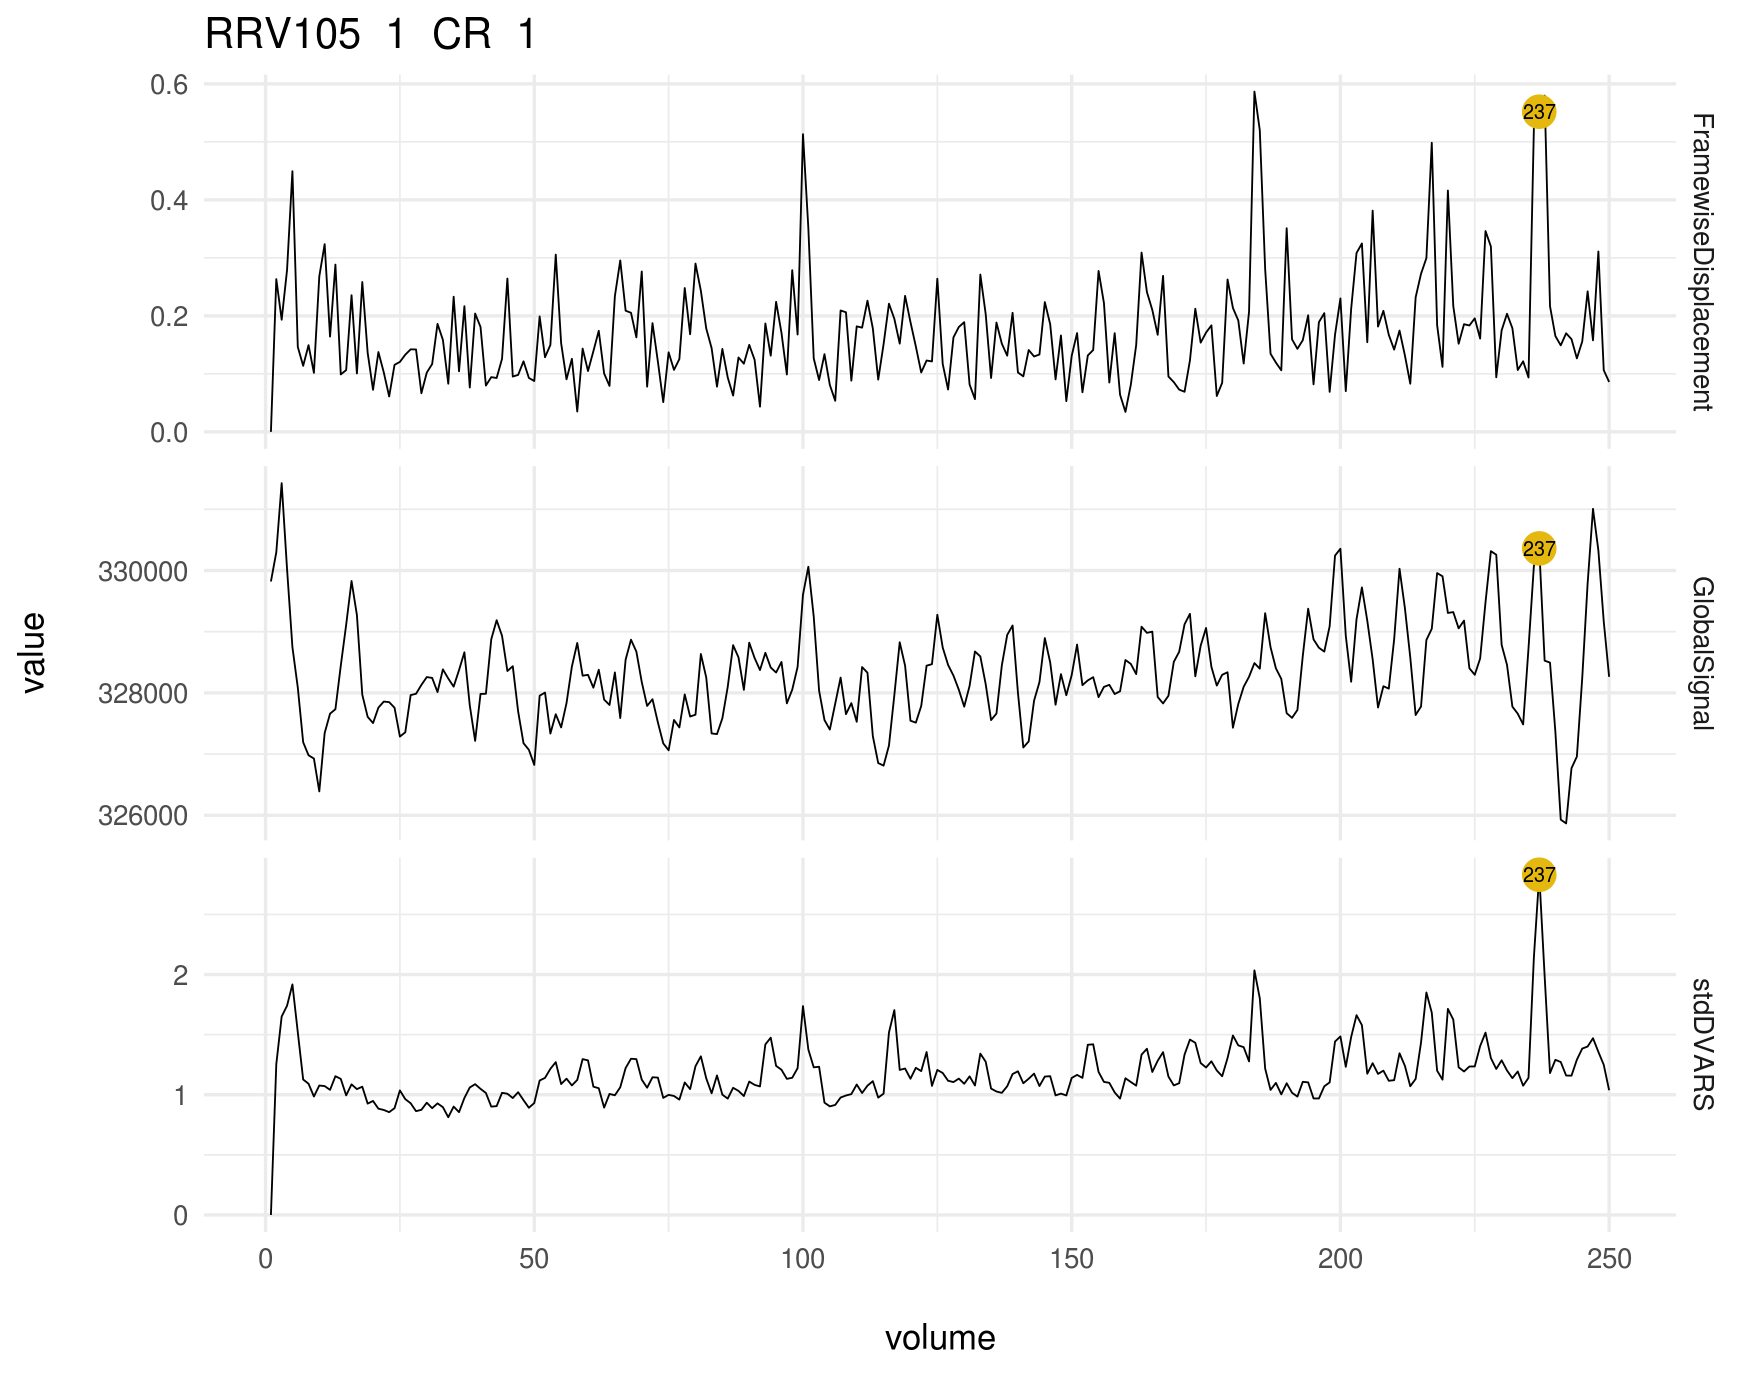 RRV105 1 CR 1
0.6
0.4
0.2
0.0
237
FramewiseDisplacement
330000
328000
326000
237
GlobalSignal
value
2
1
0
237
stdDVARS
0 50 100 150 200 250
volume